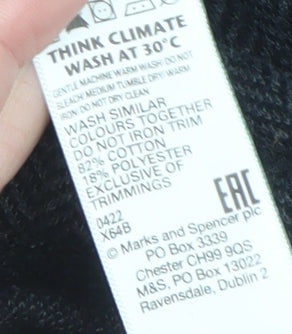 THINK CLIMATE
WASH AT 30°C
GENTLE MACHINE WARM WASH DO NOT
BLEACH MEDIUM TUMBLE DRY/WARM
IRON DO NOT DRY CLEAN
WASH SIMILAR
COLOURS TOGETHER
DO NOT IRON TRIM
82% COTTON
18% POLYESTER
EXCLUSIVE OF
TRIMMINGS
0422
X64B
EAC
© Marks and Spencer plc
PO Box 3339
Chester CH99 9QS
M&S, PO Box 13022
Ravensdale, Dublin 2